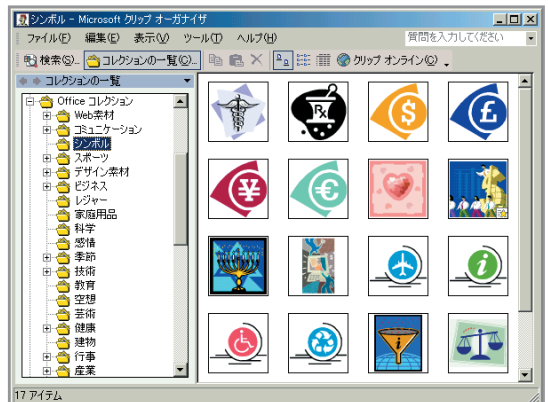 シンボル - Microsoft クリップ オーガナイザ
ファイル(F) 編集(E) 表示(V) ツール(T) ヘルプ(H) 質問を入力してください
検索(S)... コレクションの一覧(C)... クリップ オンライン(O)
コレクションの一覧
Office コレクション
Web素材
コミュニケーション
シンボル
スポーツ
デザイン素材
ビジネス
レジャー
家庭用品
科学
感情
季節
技術
教育
空想
芸術
健康
建物
行事
産業
Rx
$
£
¥
€
i
i
17 アイテム